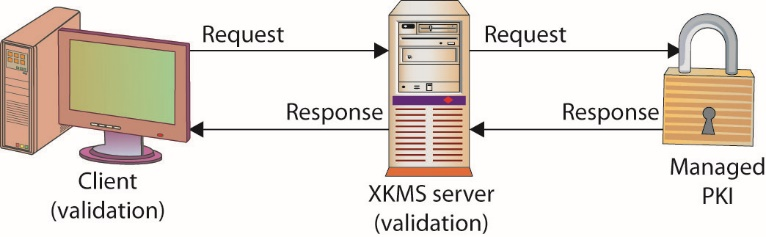 Request
Request
Response
Response
Client
(validation)
XKMS server
(validation)
Managed
PKI